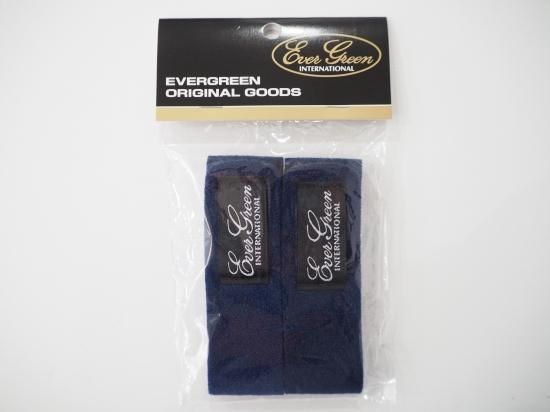 Ever Green
INTERNATIONAL
EVERGREEN
ORIGINAL GOODS
Ever Green
INTERNATIONAL
Ever Green
INTERNATIONAL